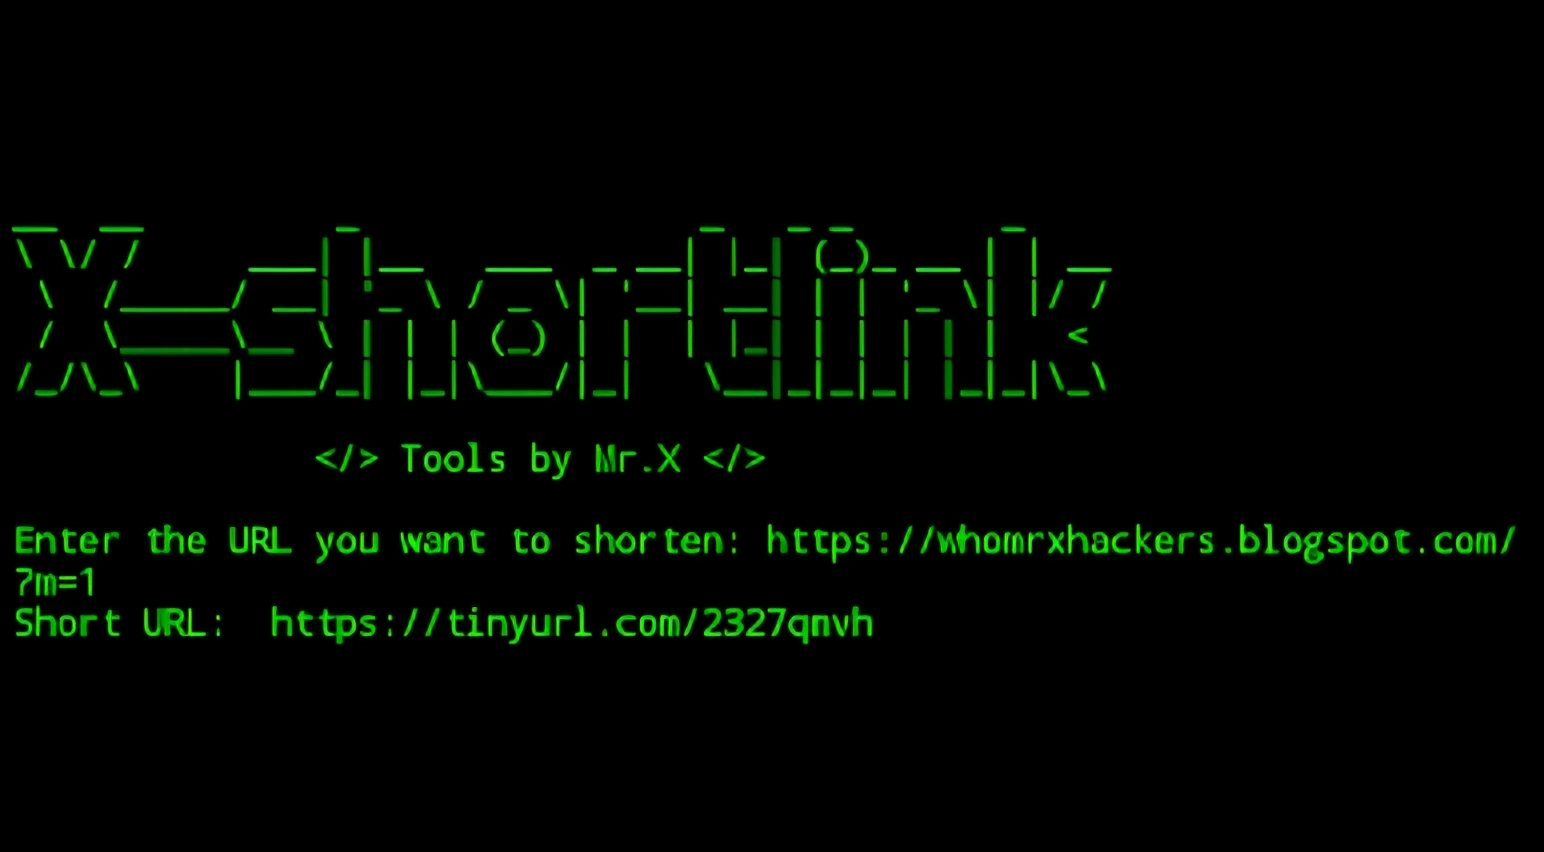 X-shortlink
</> Tools by Mr.X </>
Enter the URL you want to shorten: https://whomrxhackers.blogspot.com/
?m=1
Short URL:  https://tinyurl.com/2327qnvh